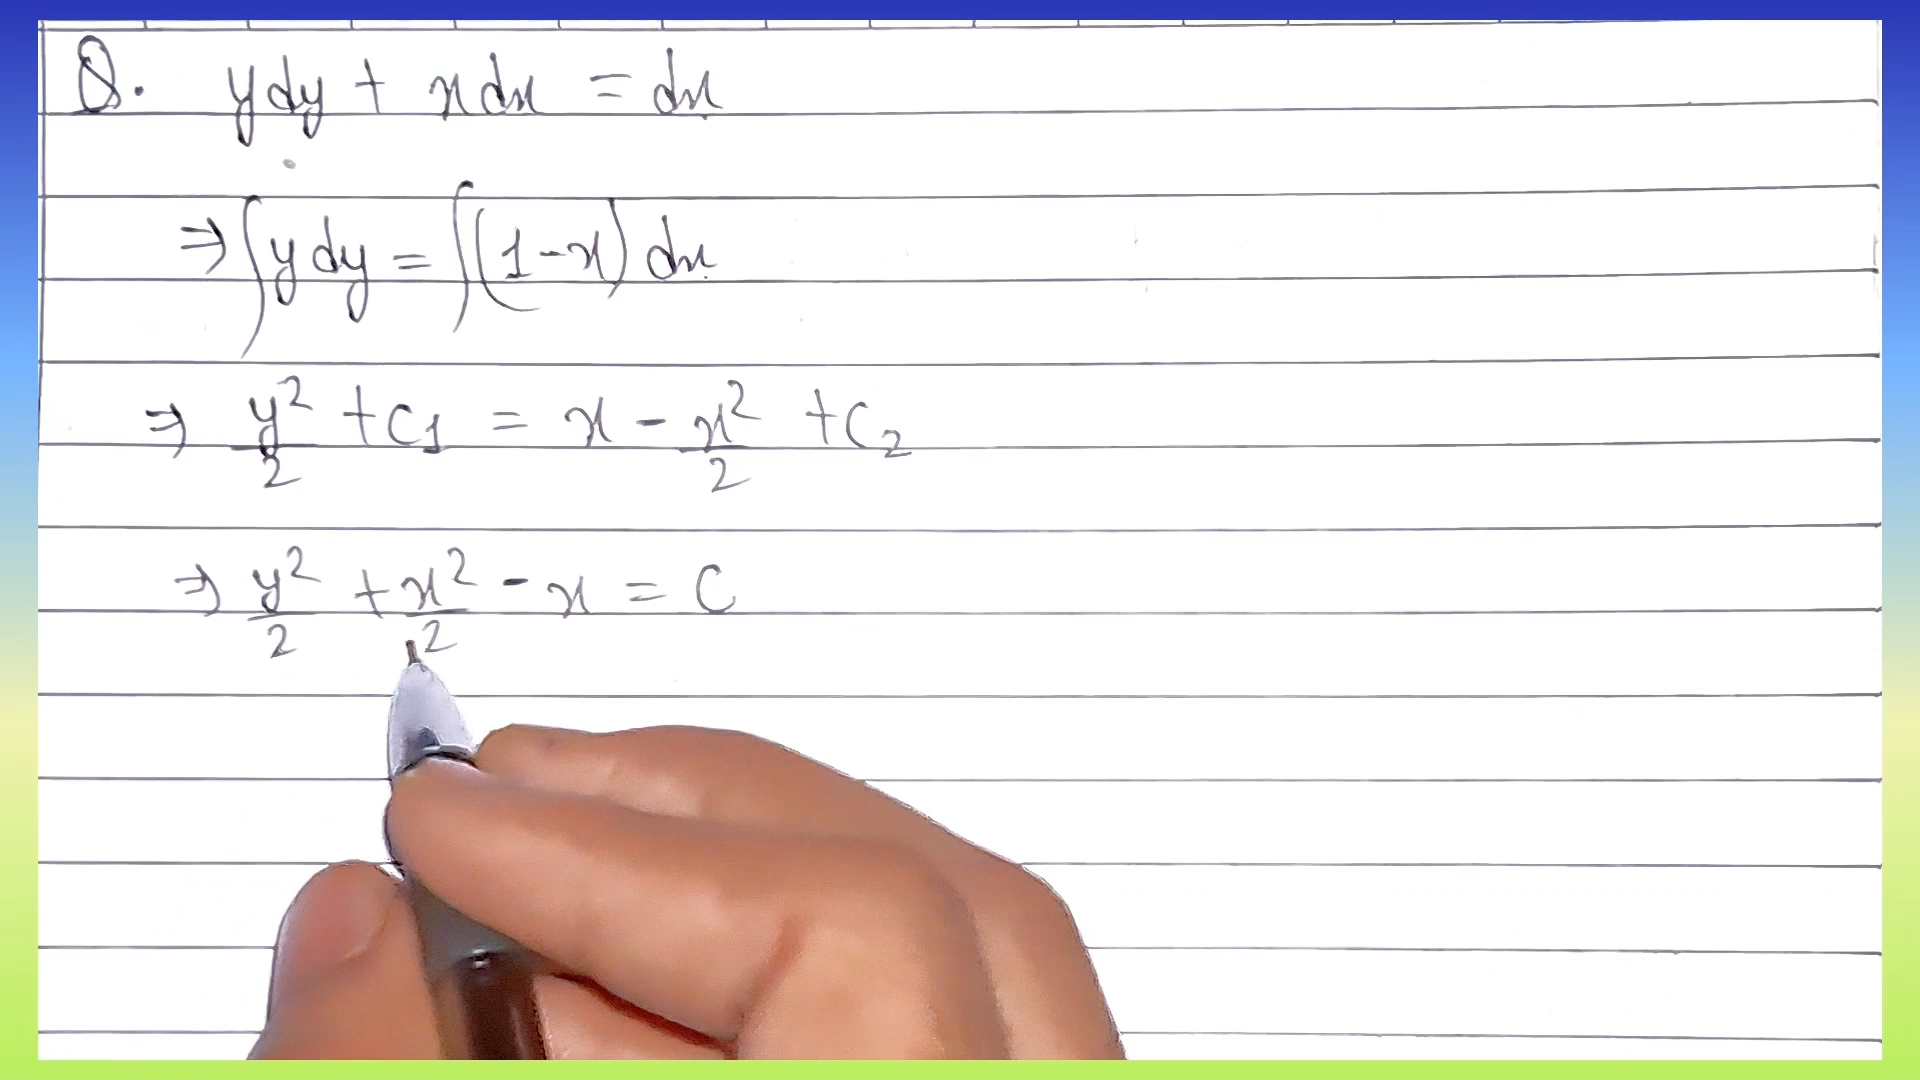 Q. ydy + xdx = dx
⇒ ∫ydy = ∫(1-x) dx
⇒ y²/2 + c₁ = x - x²/2 + c₂
⇒ y²/2 + x²/2 - x = C